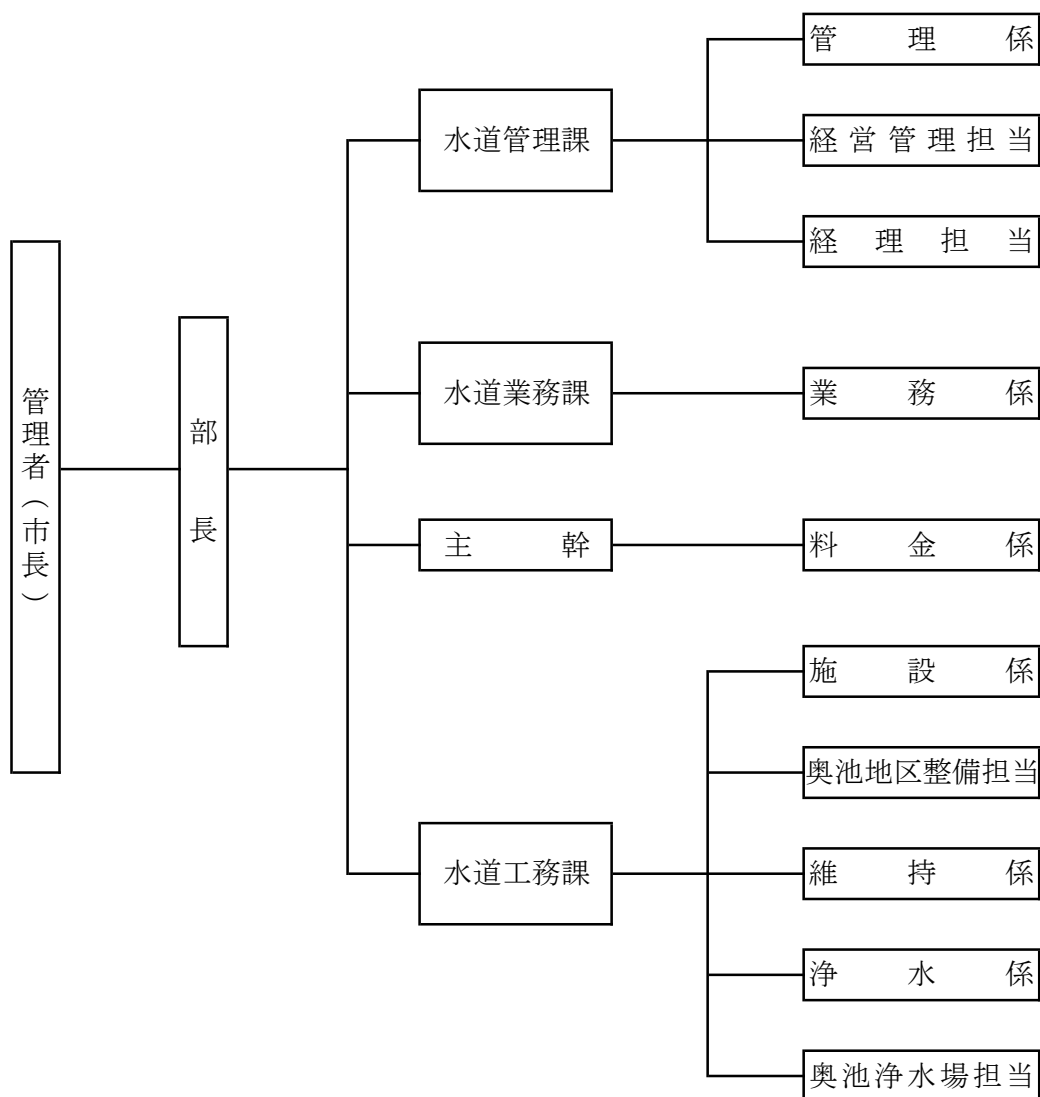 管理者（市長）
部長
水道管理課
管理係
経営管理担当
経理担当
水道業務課
業務係
主幹
料金係
水道工務課
施設係
奥池地区整備担当
維持係
浄水係
奥池浄水場担当